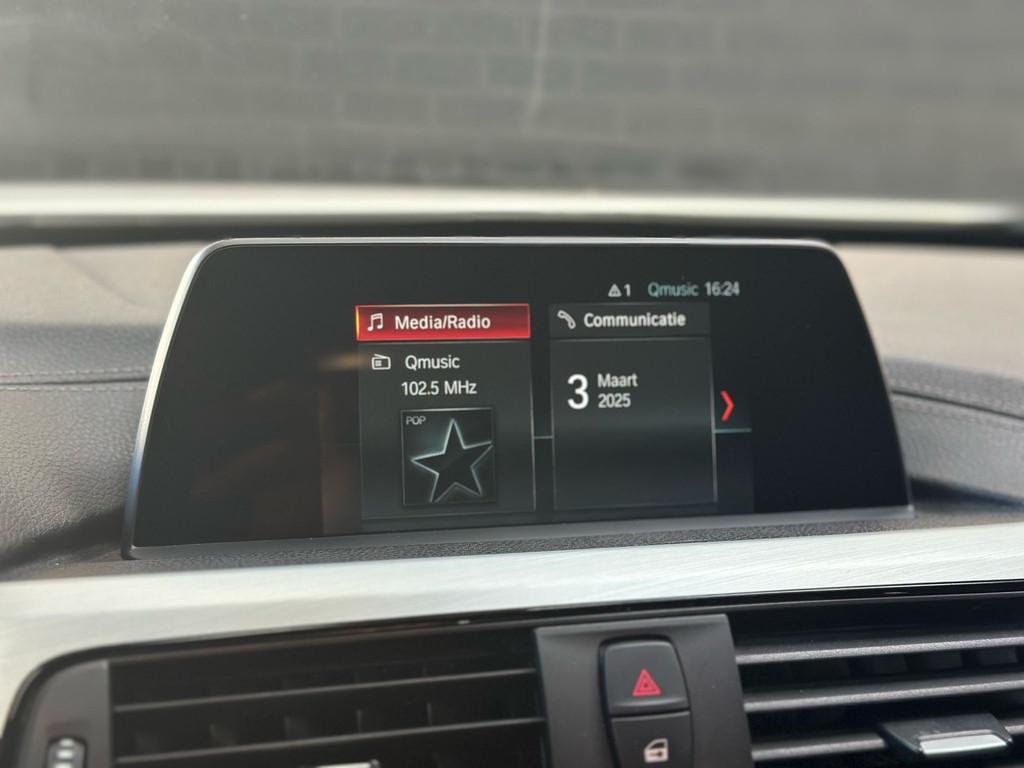 1 Qmusic 16:24
Media/Radio
Communicatie
Qmusic
102.5 MHz
POP
3 Maart
2025